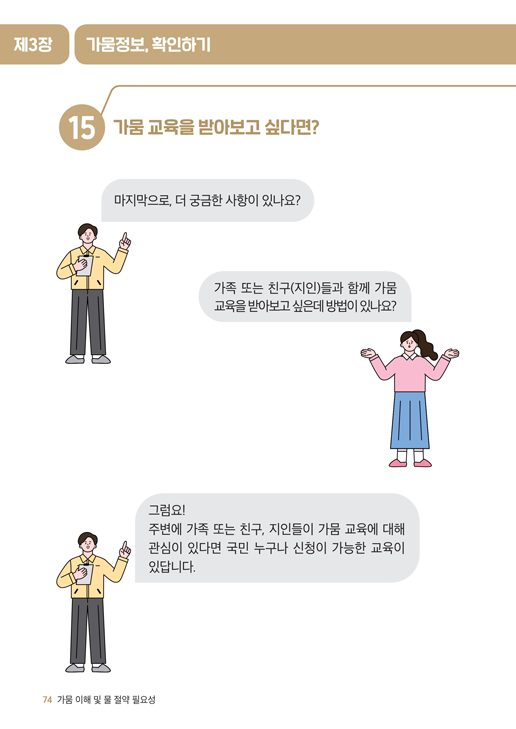 제3장
가뭄정보, 확인하기
15 가뭄 교육을 받아보고 싶다면?
마지막으로, 더 궁금한 사항이 있나요?
가족 또는 친구(지인)들과 함께 가뭄
교육을 받아보고 싶은데 방법이 있나요?
그럼요!
주변에 가족 또는 친구, 지인들이 가뭄 교육에 대해
관심이 있다면 국민 누구나 신청이 가능한 교육이
있답니다.
74 가뭄 이해 및 물 절약 필요성